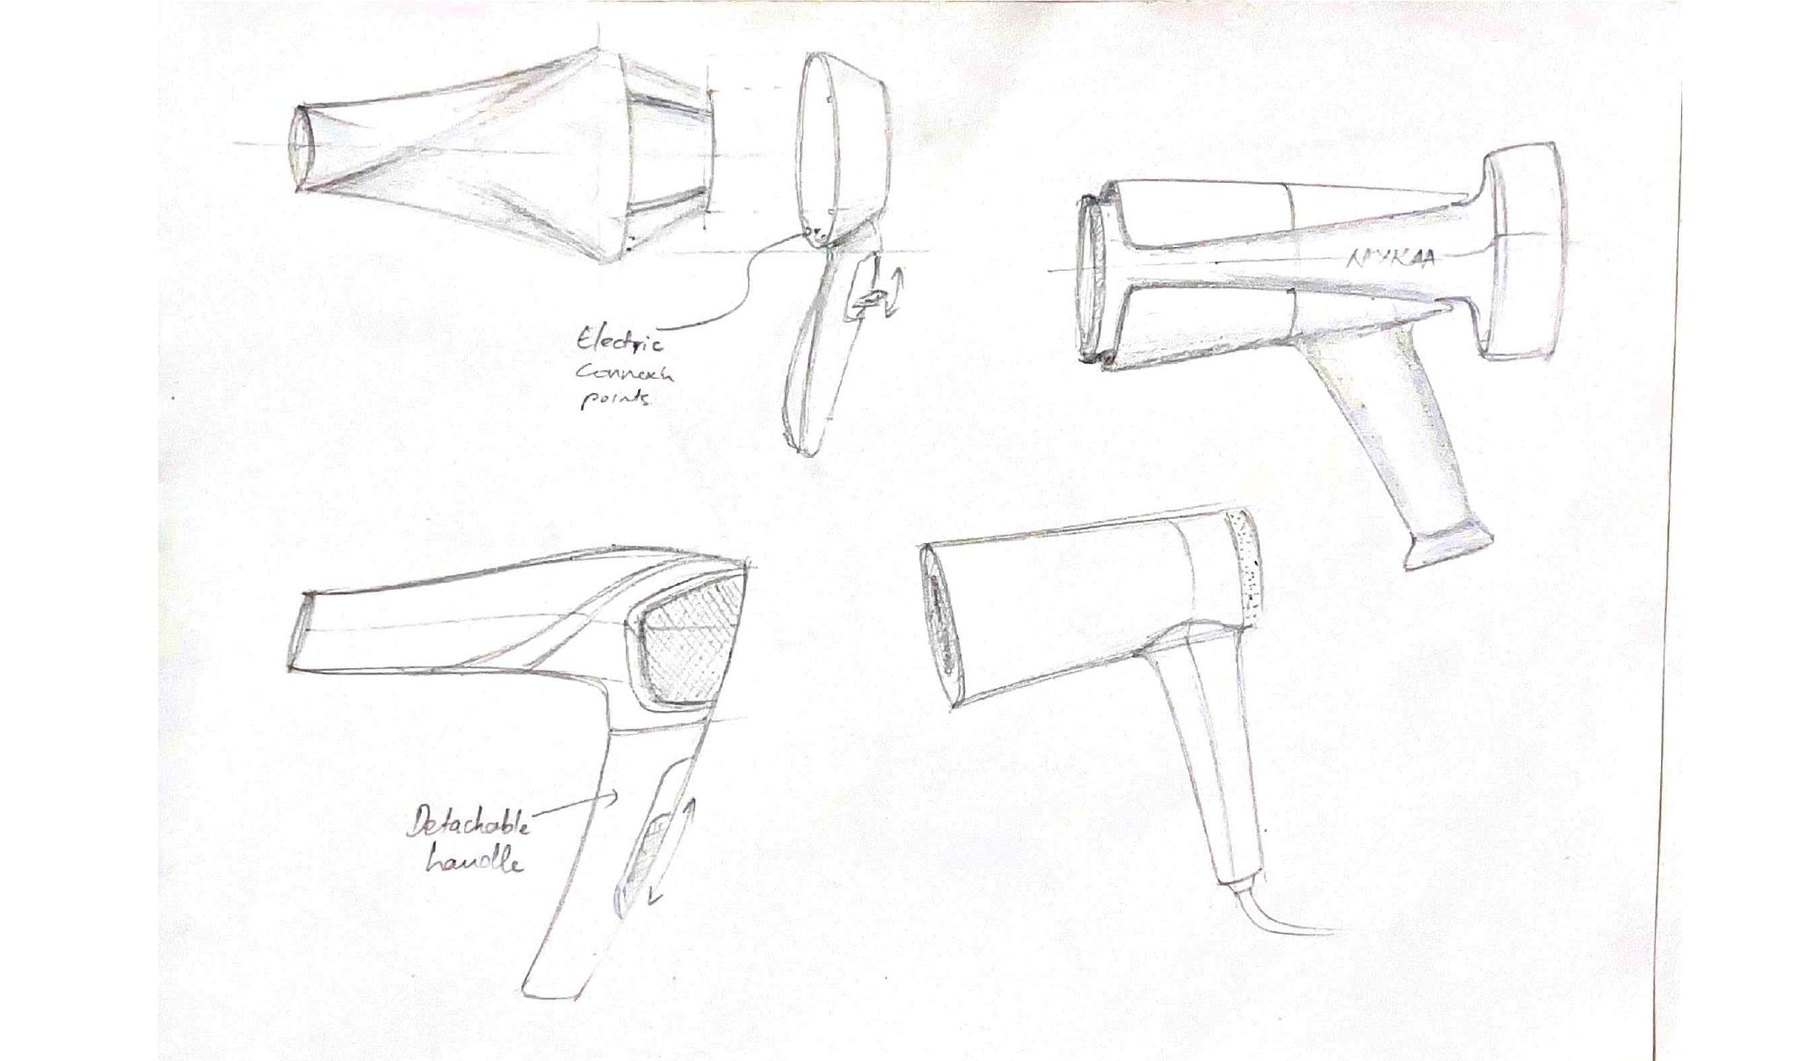 NYKAA
Electric
Connech
points
Detachable
handle